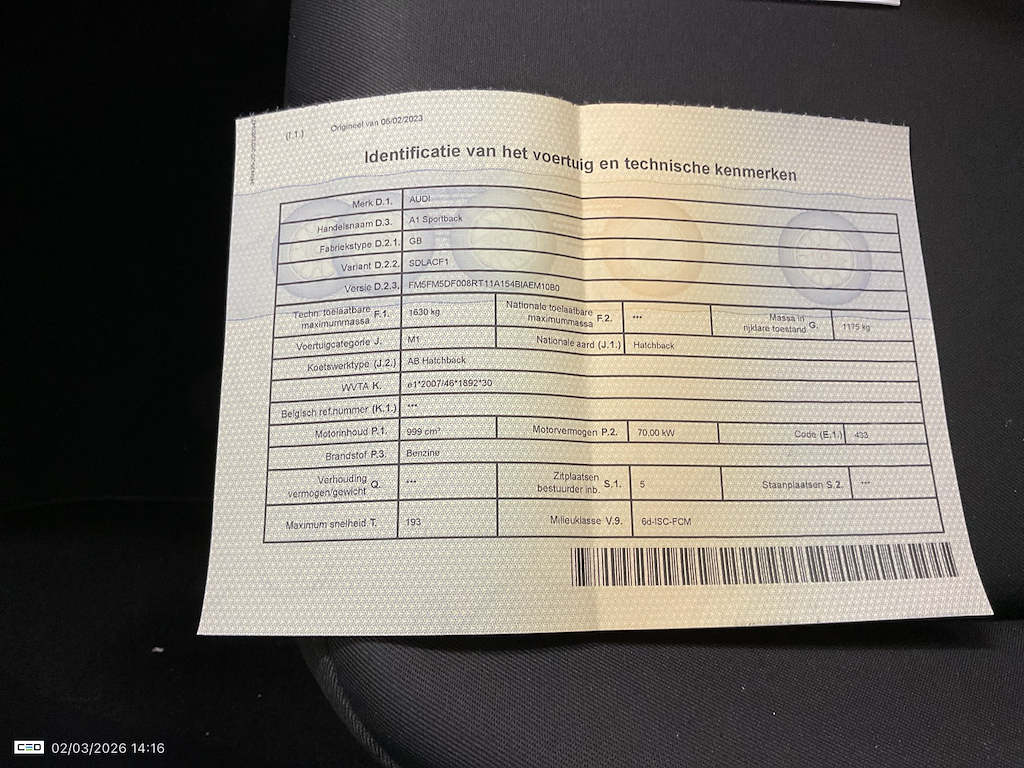 (I.1.) Origineel van 06/02/2023
Identificatie van het voertuig en technische kenmerken
Merk D.1. AUDI
Handelsnaam D.3. A1 Sportback
Fabriekstype D.2.1. GB
Variant D.2.2. SDLACF1
Versie D.2.3. FM5FM5DF008RT11A154BIAEM10B0
Techn. toelaatbare maximummassa F.1. 1630 kg Nationale toelaatbare maximummassa F.2. *** Massa in rijklare toestand G. 1175 kg
Voertuigcategorie J. M1 Nationale aard (J.1.) Hatchback
Koetswerktype (J.2.) AB Hatchback
WVTA K. e1*2007/46*1892*30
Belgisch ref.nummer (K.1.) ***
Motorinhoud P.1. 999 cm³ Motorvermogen P.2. 70,00 kW Code (E.1.) 433
Brandstof P.3. Benzine
Verhouding vermogen/gewicht Q. *** Zitplaatsen bestuurder inb. S.1. 5 Staanplaatsen S.2. ***
Maximum snelheid T. 193 Milieuklasse V.9. 6d-ISC-FCM
CEO 02/03/2026 14:16